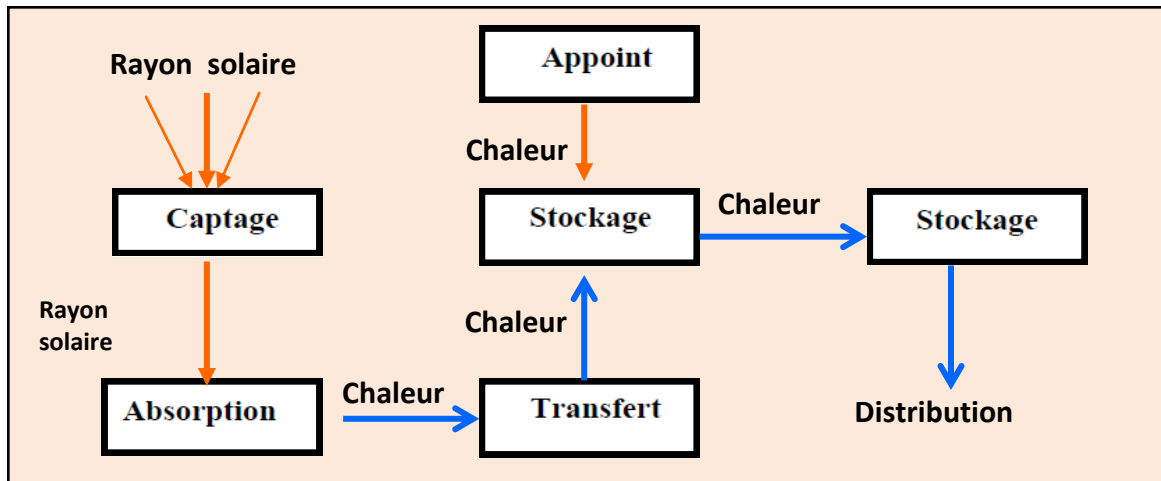 Rayon solaire
Captage
Rayon
solaire
Absorption
Chaleur
Transfert
Chaleur
Appoint
Chaleur
Stockage
Chaleur
Stockage
Distribution